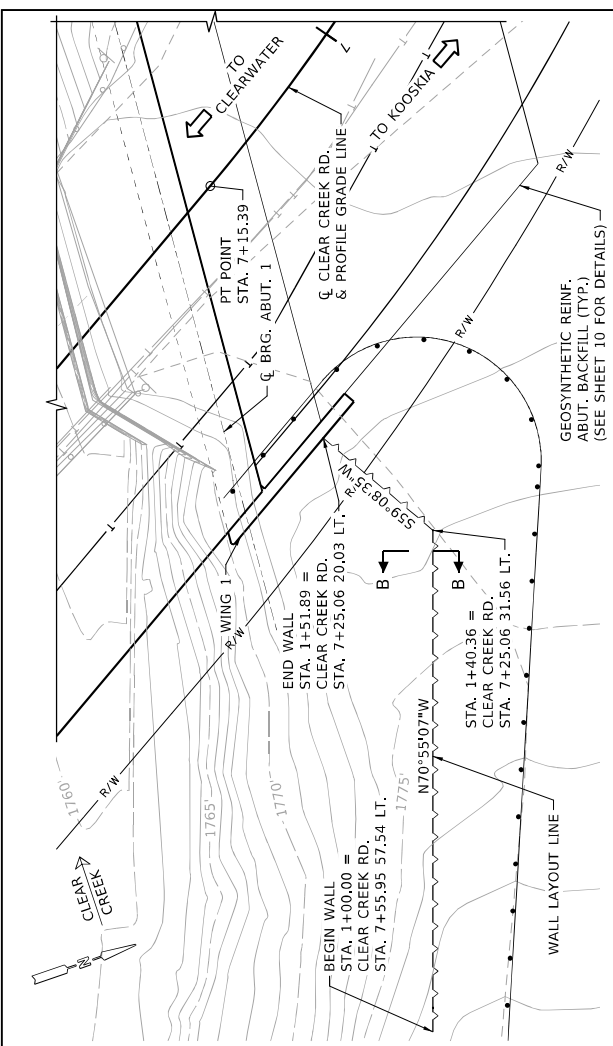 TO
CLEARWATER
7
TO KOOSKIA
PT POINT
STA. 7+15.39
℄ CLEAR CREEK RD.
& PROFILE GRADE LINE
℄ BRG. ABUT. 1
R/W
R/W
GEOSYNTHETIC REINF.
ABUT. BACKFILL (TYP.)
(SEE SHEET 10 FOR DETAILS)
WING 1
R/W
R/W
S59°08'35"W
END WALL
STA. 1+51.89 =
CLEAR CREEK RD.
STA. 7+25.06 20.03 LT.
B
B
STA. 1+40.36 =
CLEAR CREEK RD.
STA. 7+25.06 31.56 LT.
N70°55'07"W
1760'
R/W
1765'
1770'
1775'
CLEAR
CREEK
N
BEGIN WALL
STA. 1+00.00 =
CLEAR CREEK RD.
STA. 7+55.95 57.54 LT.
WALL LAYOUT LINE